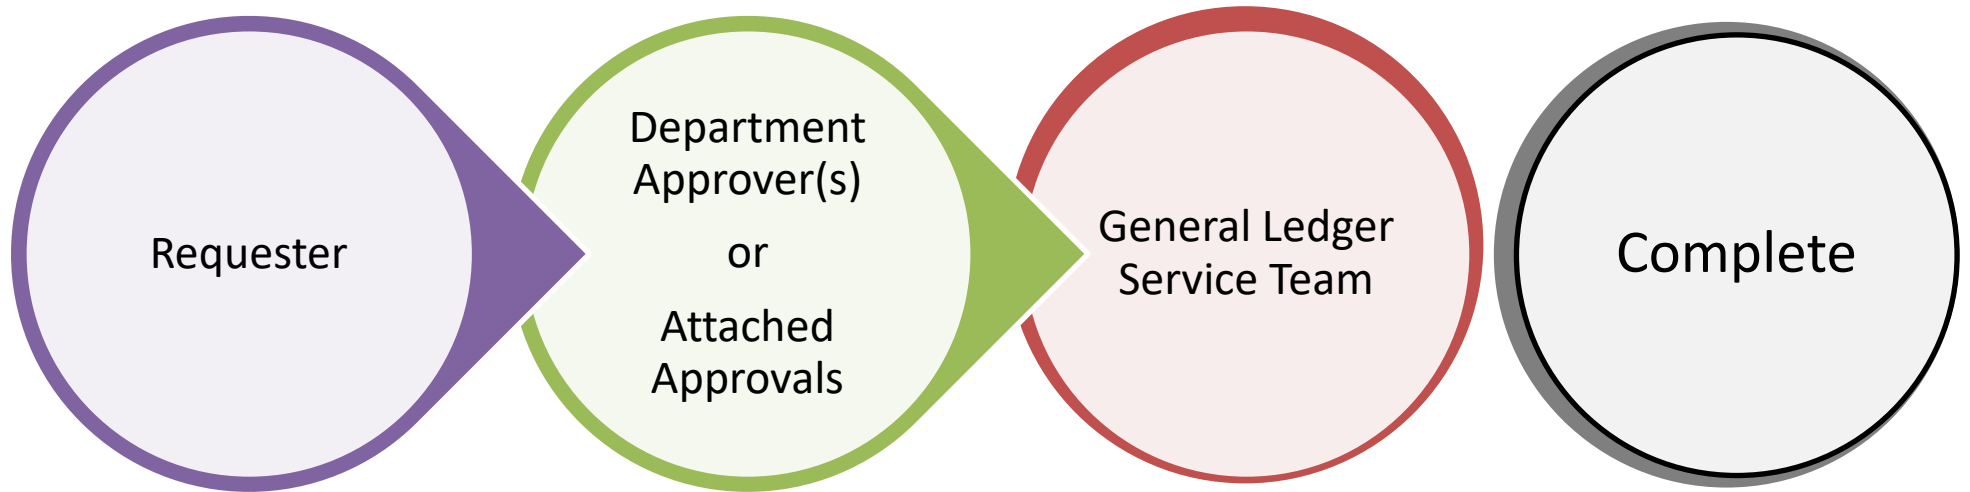 Requester
Department
Approver(s)
or
Attached
Approvals
General Ledger
Service Team
Complete